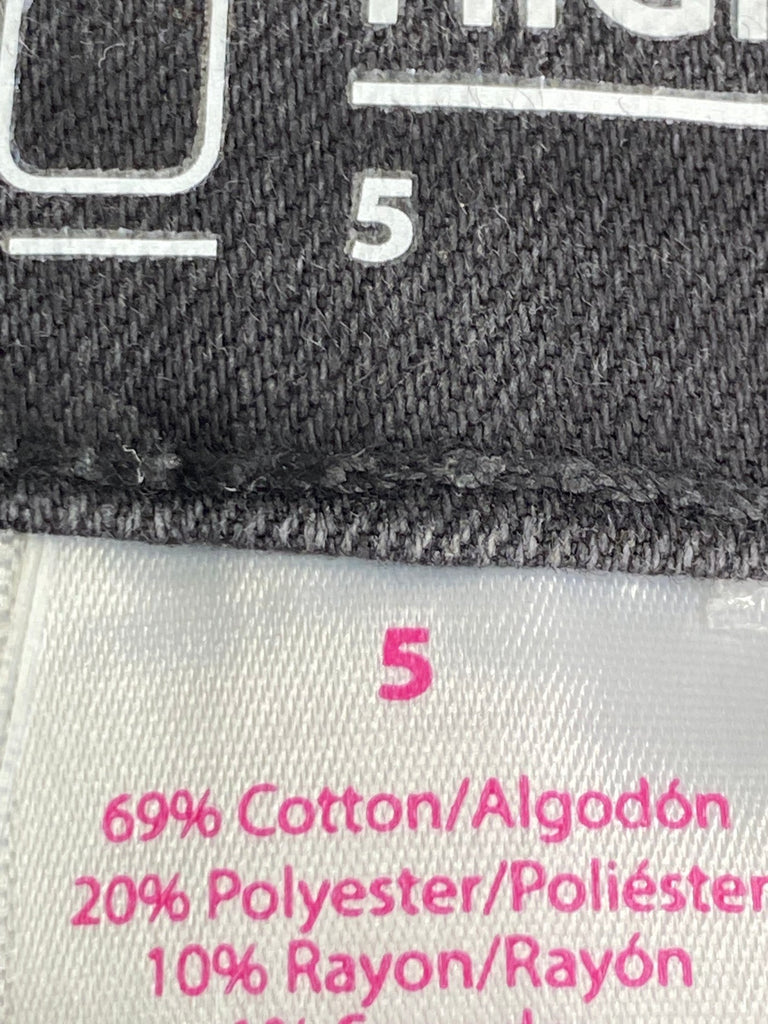 5
5
69% Cotton/Algodón
20% Polyester/Poliéster
10% Rayon/Rayón